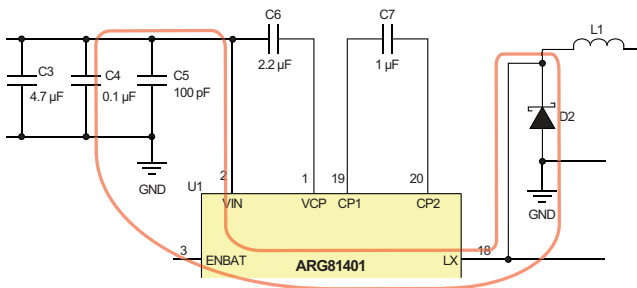 C6
C7
L1
2.2 µF
1 µF
C3
4.7 µF
C4
0.1 µF
C5
100 pF
D2
GND
GND
U1
2
1
19
20
VIN
VCP
CP1
CP2
3
ENBAT
ARG81401
LX
18